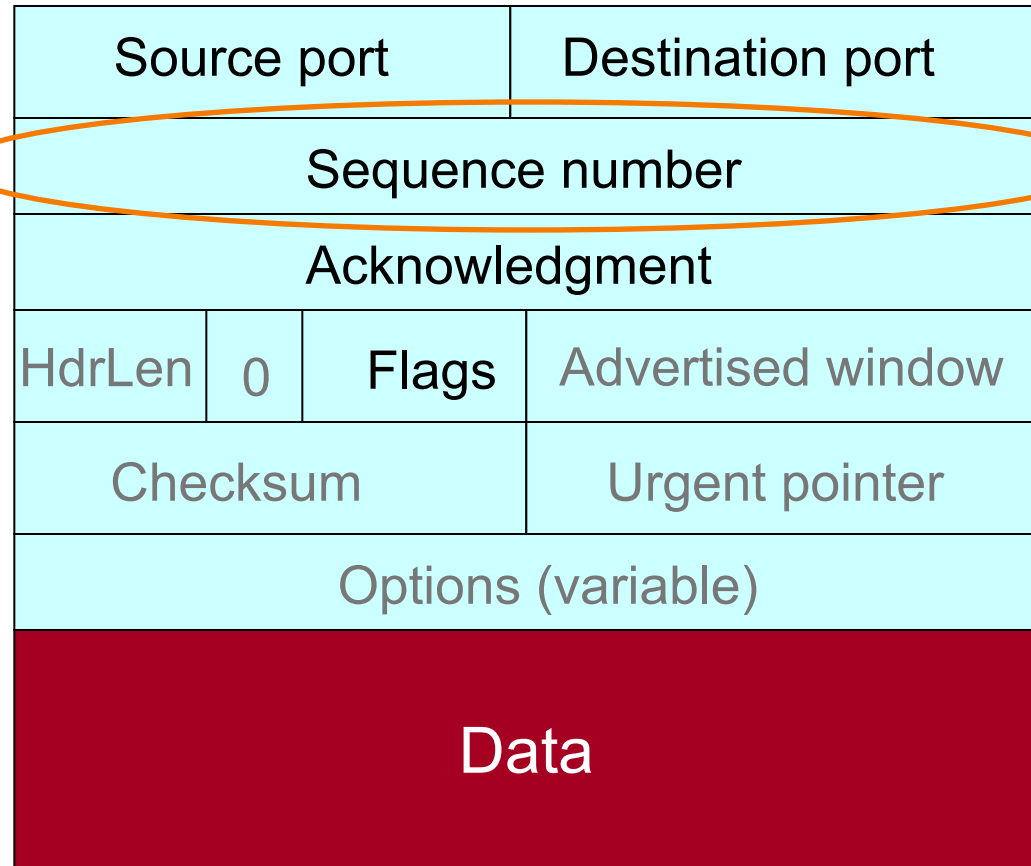 Source port Destination port
Sequence number
Acknowledgment
HdrLen 0 Flags Advertised window
Checksum Urgent pointer
Options (variable)
Data